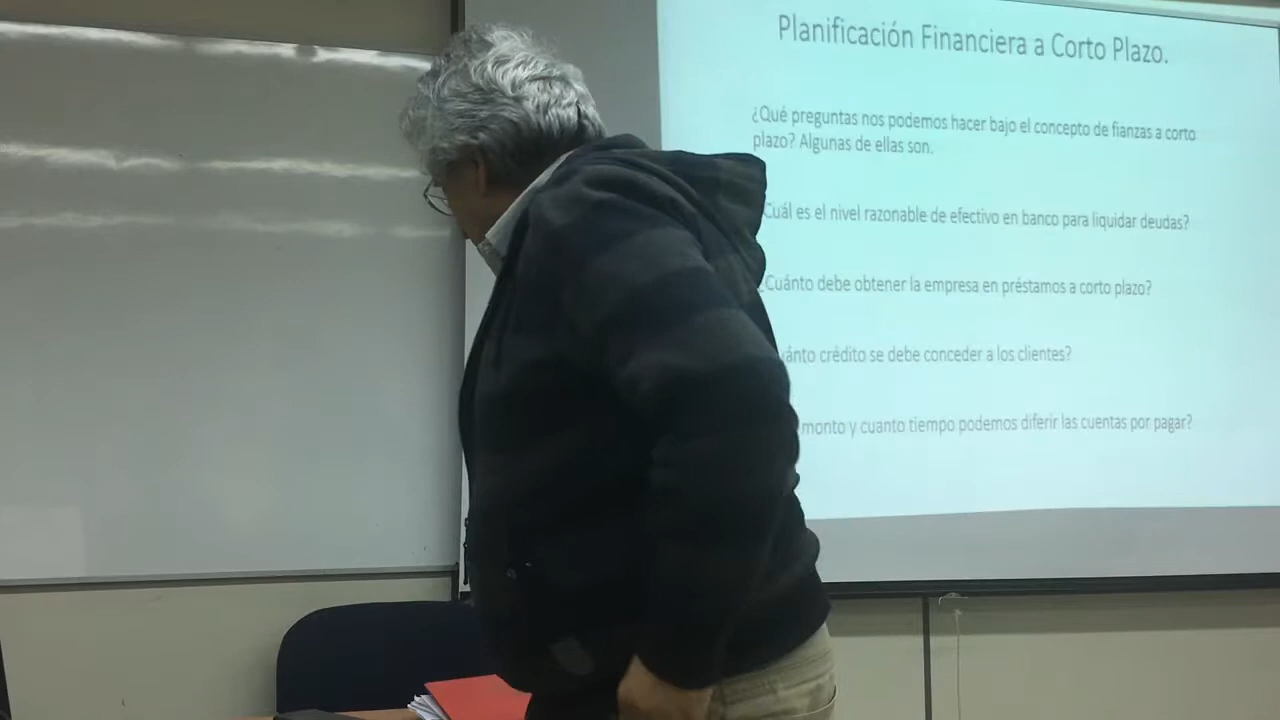 Planificación Financiera a Corto Plazo.
¿Qué preguntas nos podemos hacer bajo el concepto de fianzas a corto
plazo? Algunas de ellas son.
Cuál es el nivel razonable de efectivo en banco para liquidar deudas?
¿Cuánto debe obtener la empresa en préstamos a corto plazo?
ánto crédito se debe conceder a los clientes?
monto y cuanto tiempo podemos diferir las cuentas por pagar?